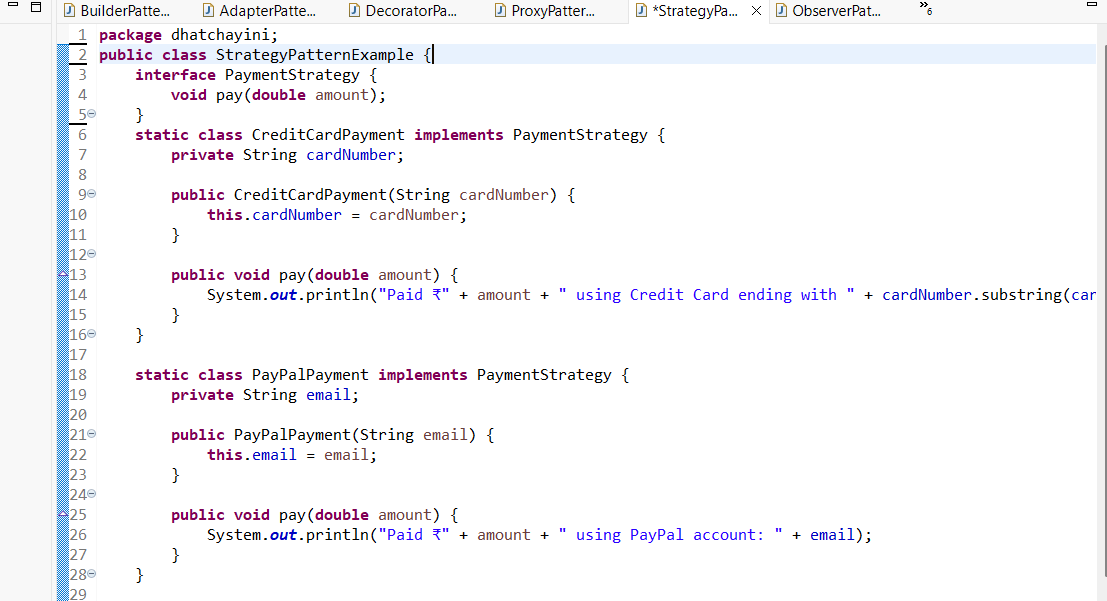 BuilderPatte... AdapterPatte... DecoratorPa... ProxyPatter... *StrategyPa... ObserverPat... »6
1 package dhatchayini;
2 public class StrategyPatternExample {
3     interface PaymentStrategy {
4         void pay(double amount);
5     }
6     static class CreditCardPayment implements PaymentStrategy {
7         private String cardNumber;
8
9         public CreditCardPayment(String cardNumber) {
10             this.cardNumber = cardNumber;
11         }
12
13         public void pay(double amount) {
14             System.out.println("Paid ₹" + amount + " using Credit Card ending with " + cardNumber.substring(car
15         }
16     }
17
18     static class PayPalPayment implements PaymentStrategy {
19         private String email;
20
21         public PayPalPayment(String email) {
22             this.email = email;
23         }
24
25         public void pay(double amount) {
26             System.out.println("Paid ₹" + amount + " using PayPal account: " + email);
27         }
28     }
29